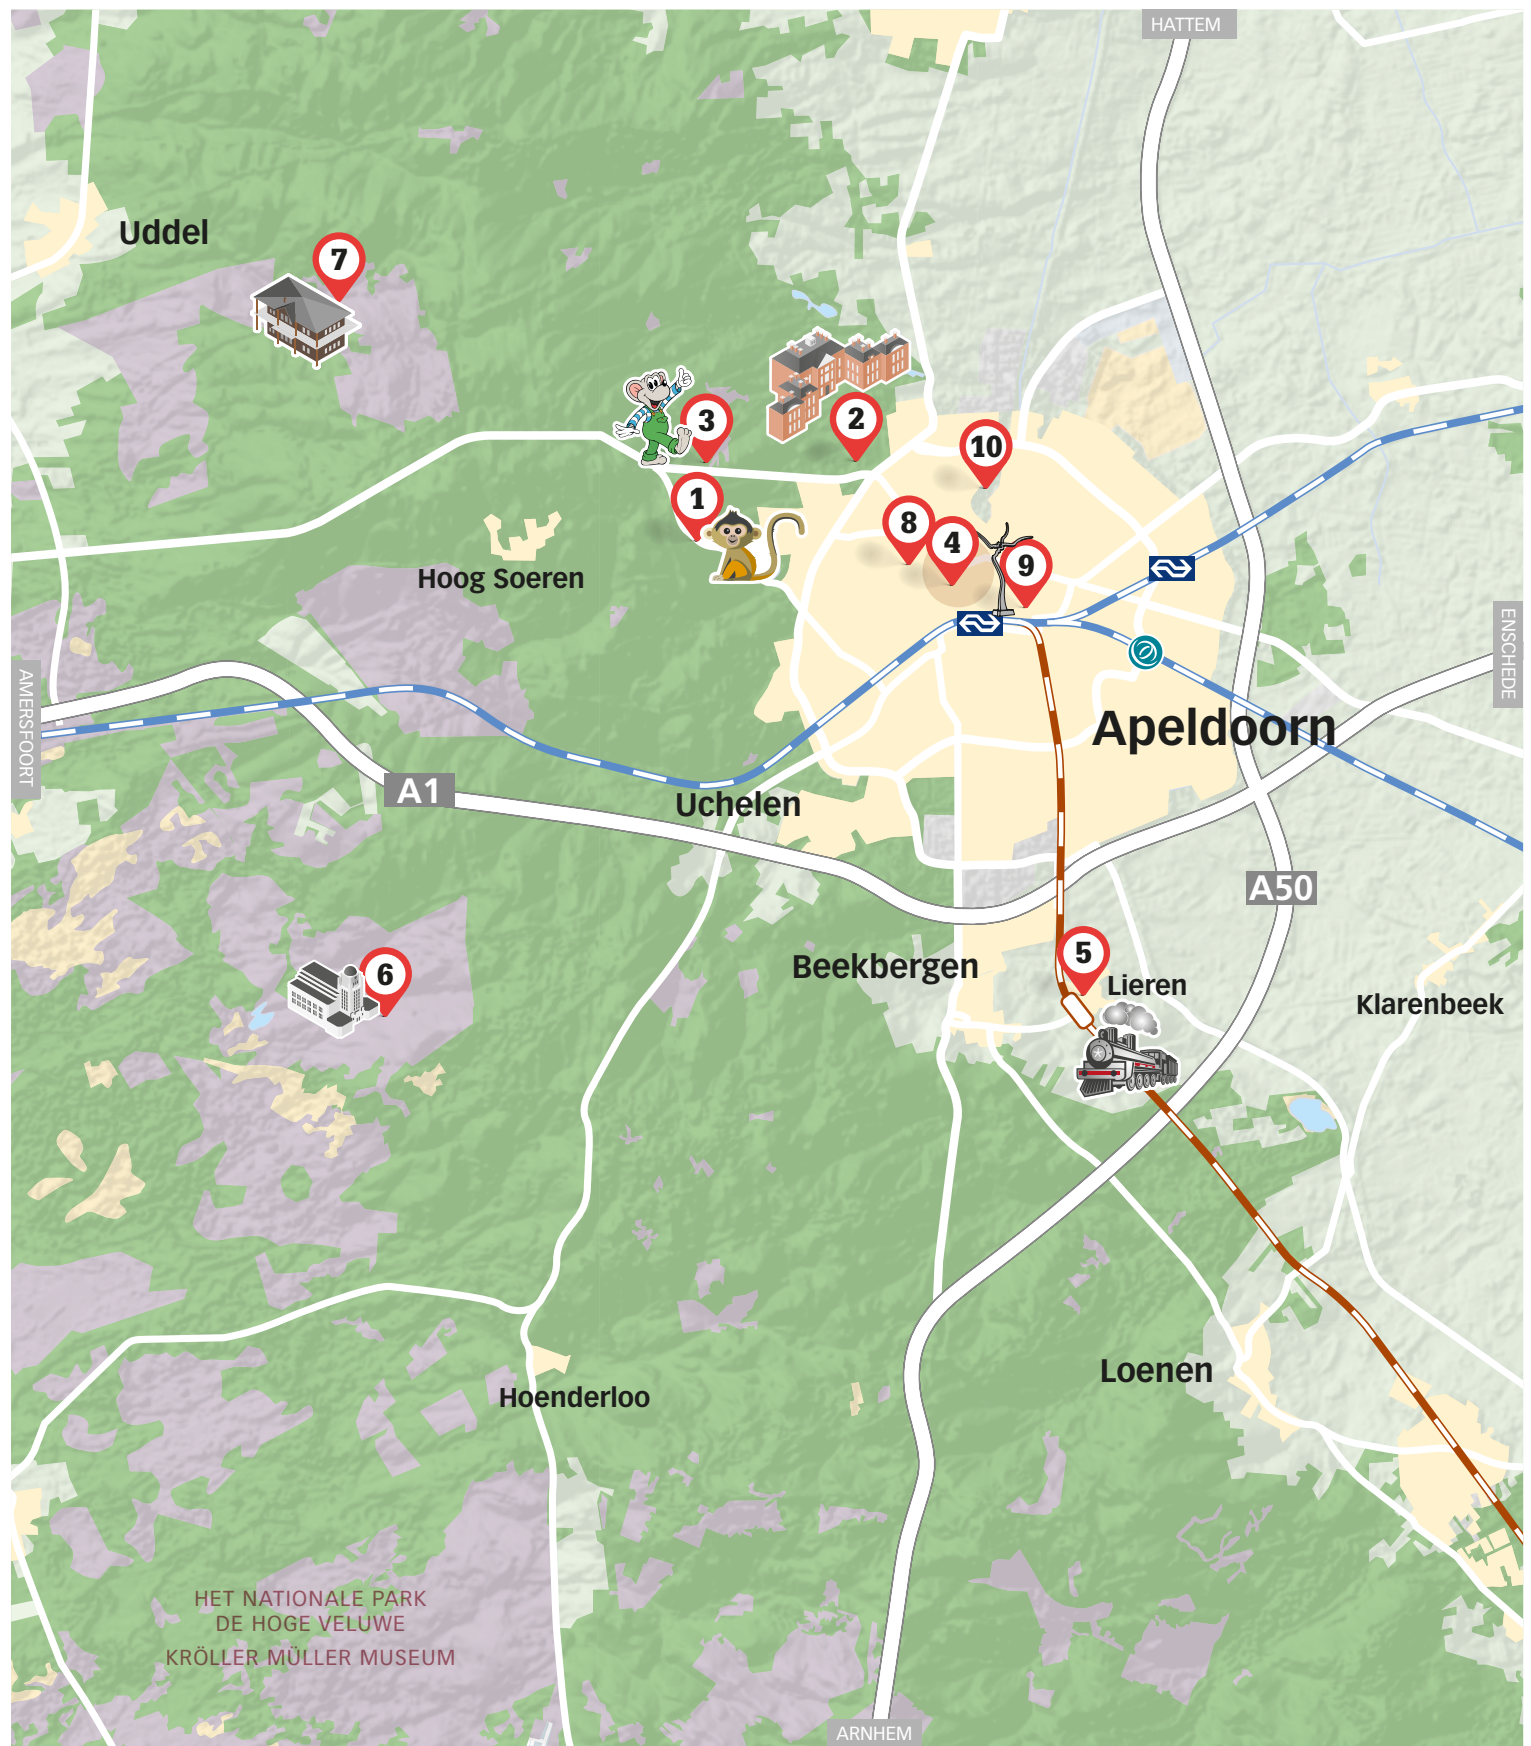 HATTEM
Uddel
7
3
2
10
1
8
4
9
Hoog Soeren
ENSCHEDE
AMERSFOORT
Apeldoorn
A1
Uchelen
A50
Beekbergen
5
Lieren
6
Klarenbeek
Loenen
Hoenderloo
HET NATIONALE PARK
DE HOGE VELUWE
KRÖLLER MÜLLER MUSEUM
ARNHEM